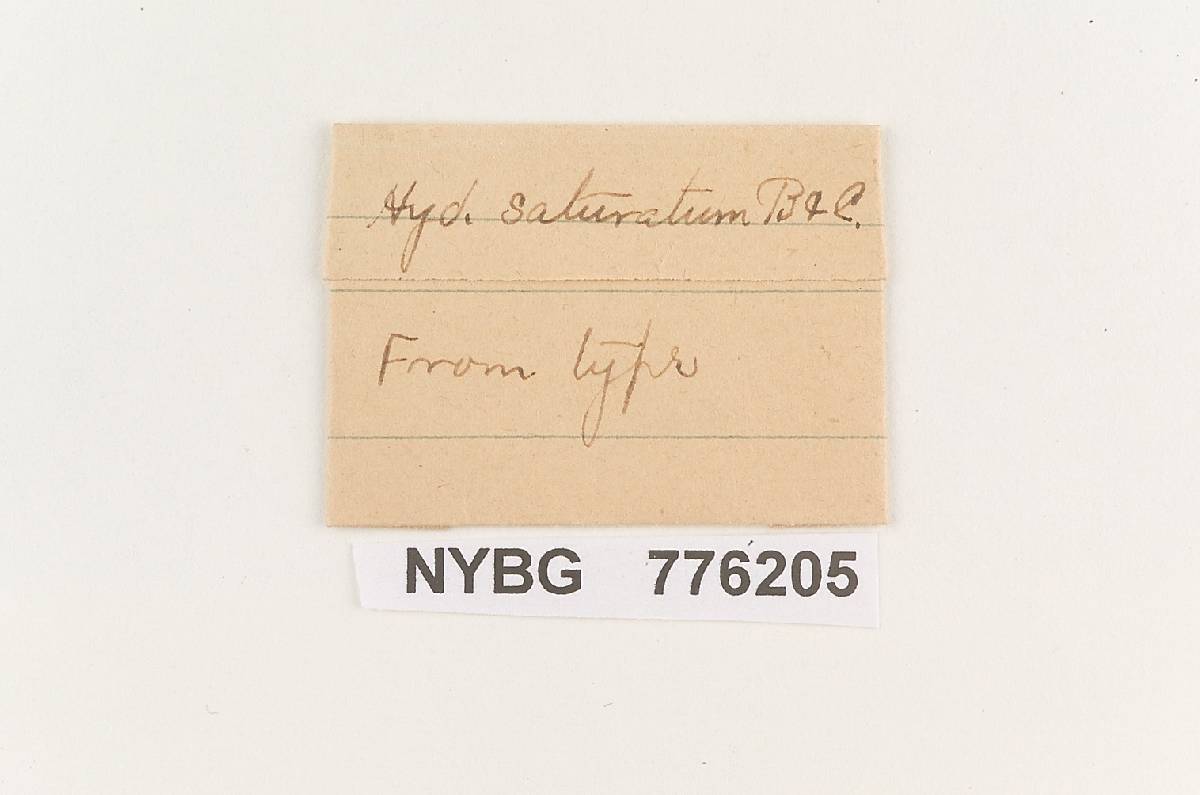 Hyd. saturatum B & C.
From type
NYBG 776205